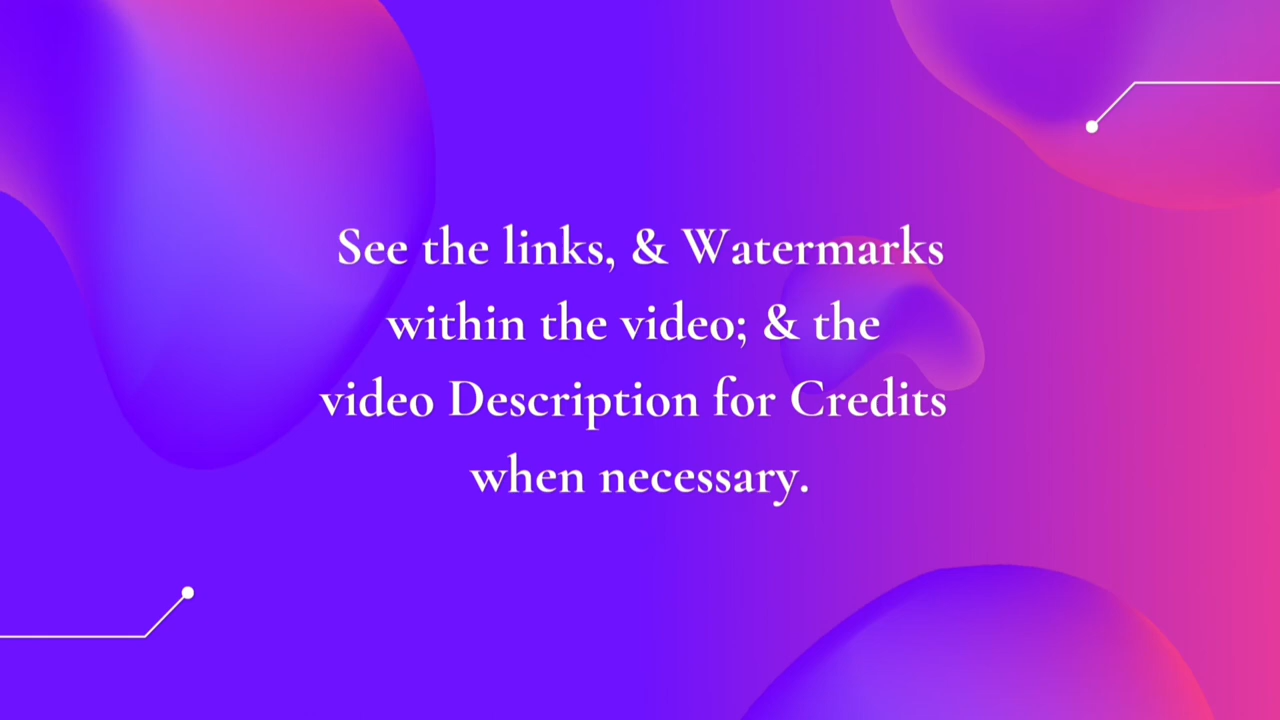 See the links, & Watermarks
within the video; & the
video Description for Credits
when necessary.